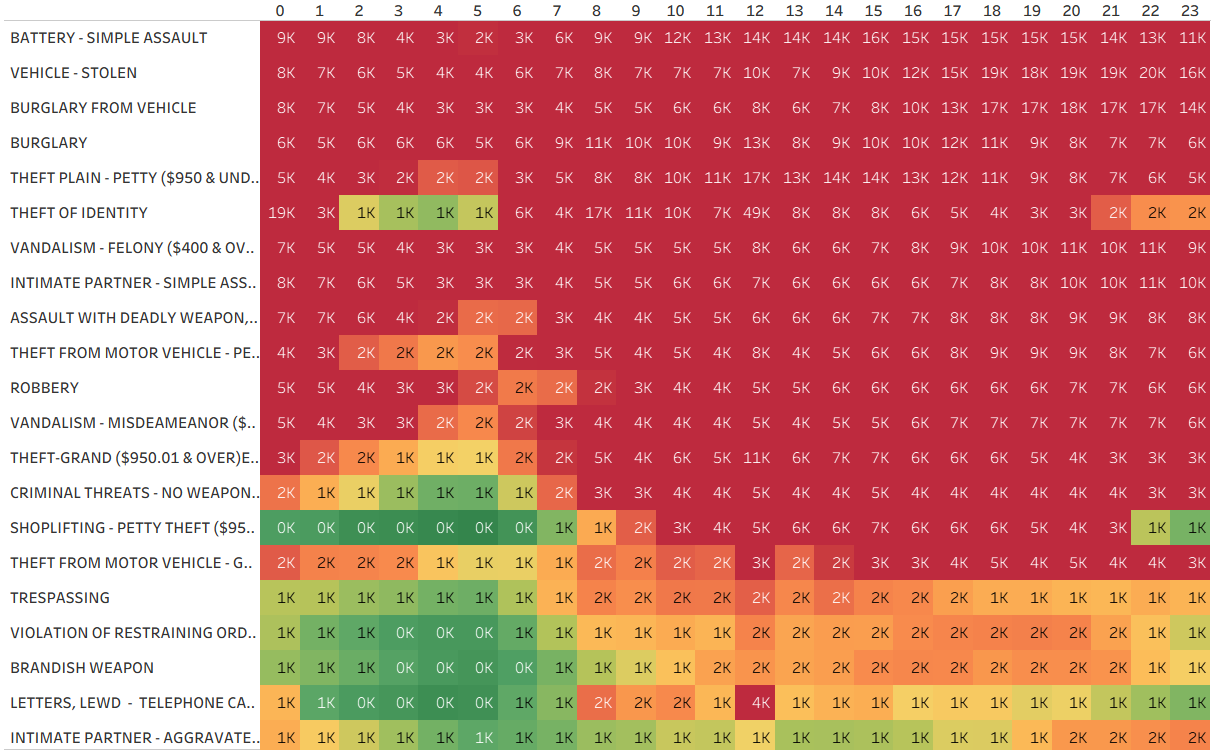 0 1 2 3 4 5 6 7 8 9 10 11 12 13 14 15 16 17 18 19 20 21 22 23
BATTERY - SIMPLE ASSAULT 9K 9K 8K 4K 3K 2K 3K 6K 9K 9K 12K 13K 14K 14K 14K 16K 15K 15K 15K 15K 15K 14K 13K 11K
VEHICLE - STOLEN 8K 7K 6K 5K 4K 4K 6K 7K 8K 7K 7K 7K 10K 7K 9K 10K 12K 15K 19K 18K 19K 19K 20K 16K
BURGLARY FROM VEHICLE 8K 7K 5K 4K 3K 3K 3K 4K 5K 5K 6K 6K 8K 6K 7K 8K 10K 13K 17K 17K 18K 17K 17K 14K
BURGLARY 6K 5K 6K 6K 6K 5K 6K 9K 11K 10K 10K 9K 13K 8K 9K 10K 10K 12K 11K 9K 8K 7K 7K 6K
THEFT PLAIN - PETTY ($950 & UND.. 5K 4K 3K 2K 2K 2K 3K 5K 8K 8K 10K 11K 17K 13K 14K 14K 13K 12K 11K 9K 8K 7K 6K 5K
THEFT OF IDENTITY 19K 3K 1K 1K 1K 1K 6K 4K 17K 11K 10K 7K 49K 8K 8K 8K 6K 5K 4K 3K 3K 2K 2K 2K
VANDALISM - FELONY ($400 & OV.. 7K 5K 5K 4K 3K 3K 3K 4K 5K 5K 5K 5K 8K 6K 6K 7K 8K 9K 10K 10K 11K 10K 11K 9K
INTIMATE PARTNER - SIMPLE ASS.. 8K 7K 6K 5K 4K 3K 3K 4K 5K 5K 6K 6K 7K 6K 6K 6K 6K 7K 8K 8K 10K 10K 11K 10K
ASSAULT WITH DEADLY WEAPON,.. 7K 7K 6K 4K 2K 2K 2K 3K 4K 4K 5K 5K 6K 6K 6K 7K 7K 8K 8K 8K 9K 9K 8K 8K
THEFT FROM MOTOR VEHICLE - PE.. 4K 3K 2K 2K 2K 2K 2K 3K 5K 4K 5K 4K 8K 4K 5K 6K 6K 8K 9K 9K 9K 8K 7K 6K
ROBBERY 5K 5K 4K 3K 3K 2K 2K 2K 2K 3K 4K 4K 5K 5K 6K 6K 6K 6K 6K 6K 7K 7K 6K 6K
VANDALISM - MISDEAMEANOR ($.. 5K 4K 3K 3K 2K 2K 2K 3K 4K 4K 4K 4K 5K 4K 5K 5K 6K 6K 7K 7K 7K 7K 7K 6K
THEFT-GRAND ($950.01 & OVER)E.. 3K 2K 2K 1K 1K 1K 2K 2K 5K 4K 6K 5K 11K 6K 7K 7K 6K 6K 6K 5K 4K 3K 3K 3K
CRIMINAL THREATS - NO WEAPON.. 2K 1K 1K 1K 1K 1K 1K 2K 3K 3K 4K 4K 5K 4K 4K 5K 4K 4K 4K 4K 4K 4K 3K 3K
SHOPLIFTING - PETTY THEFT ($95.. 0K 0K 0K 0K 0K 0K 0K 1K 1K 2K 3K 4K 5K 6K 6K 7K 6K 6K 6K 5K 4K 3K 1K 1K
THEFT FROM MOTOR VEHICLE - G.. 2K 2K 2K 2K 1K 1K 1K 1K 2K 2K 2K 2K 3K 2K 2K 3K 3K 4K 5K 5K 4K 4K 4K 3K
TRESPASSING 1K 1K 1K 1K 1K 1K 1K 1K 2K 2K 2K 2K 2K 2K 2K 2K 2K 2K 1K 1K 1K 1K 1K 1K
VIOLATION OF RESTRAINING ORD.. 1K 1K 1K 0K 0K 0K 1K 1K 1K 1K 1K 1K 2K 2K 2K 2K 2K 2K 2K 2K 2K 2K 1K 1K
BRANDISH WEAPON 1K 1K 1K 0K 0K 0K 0K 1K 1K 1K 1K 2K 2K 2K 2K 2K 2K 2K 2K 2K 2K 2K 1K 1K
LETTERS, LEWD - TELEPHONE CA.. 1K 1K 0K 0K 0K 0K 1K 1K 2K 2K 2K 1K 4K 1K 1K 1K 1K 1K 1K 1K 1K 1K 1K 1K
INTIMATE PARTNER - AGGRAVATE.. 1K 1K 1K 1K 1K 1K 1K 1K 1K 1K 1K 1K 1K 1K 1K 1K 1K 1K 1K 1K 2K 2K 2K 2K